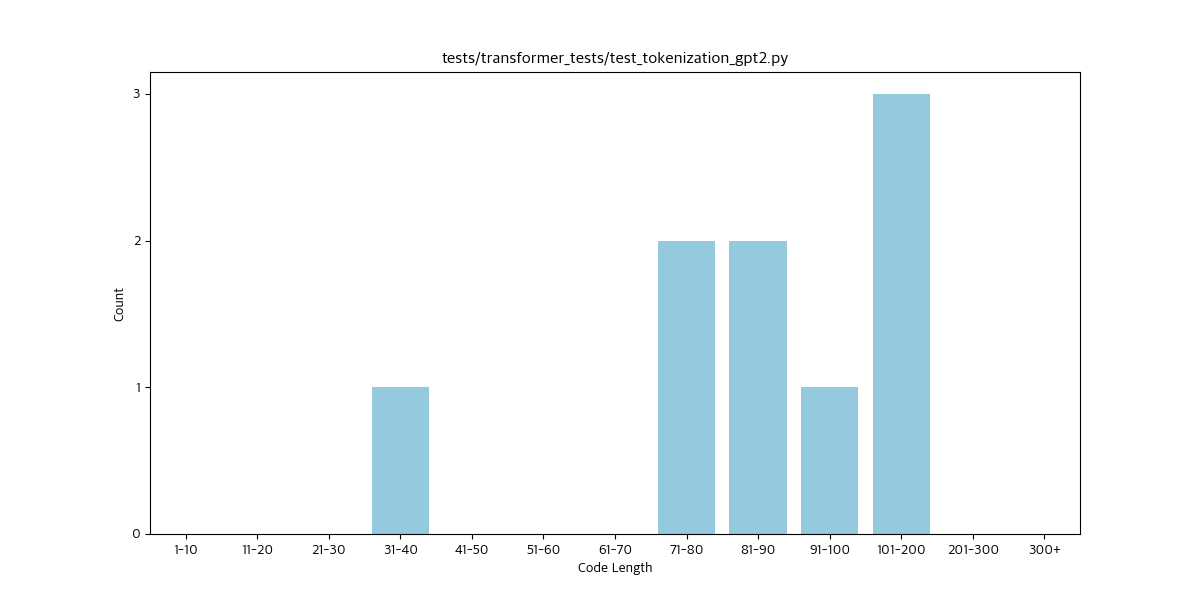 tests/transformer_tests/test_tokenization_gpt2.py
3
2
1
0
Count
1-10 11-20 21-30 31-40 41-50 51-60 61-70 71-80 81-90 91-100 101-200 201-300 300+
Code Length